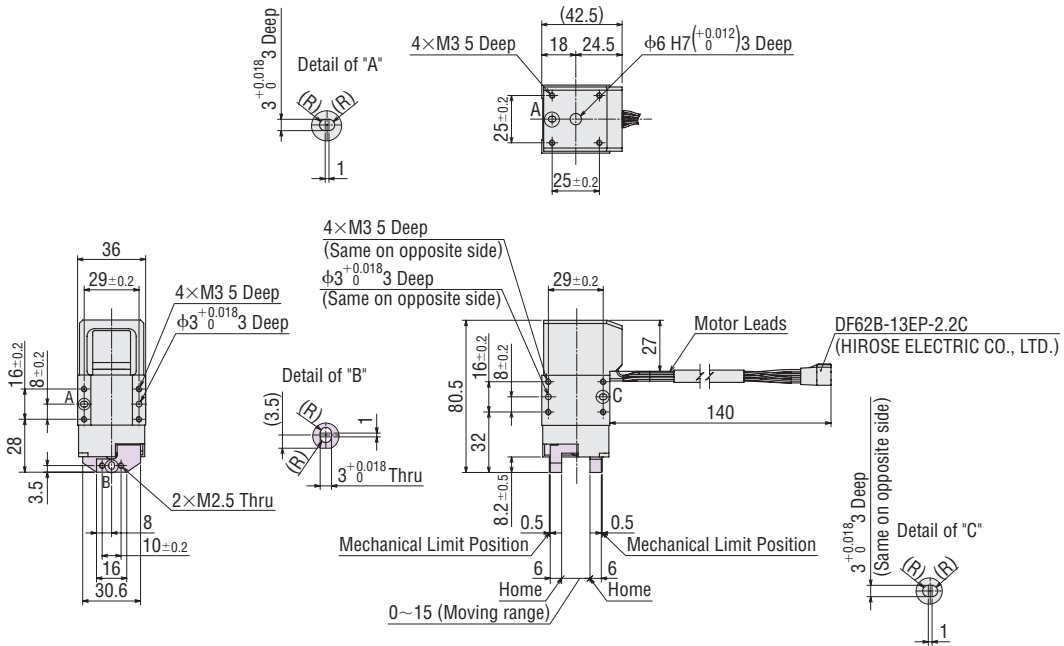 (42.5)
18 24.5
4×M3 5 Deep
φ6 H7(+0.012 0)3 Deep
Detail of "A"
3 +0.018 0 3 Deep
(R) (R)
1
A
25±0.2
25±0.2
36
29±0.2
4×M3 5 Deep
φ3 +0.018 0 3 Deep
16±0.2
8±0.2
A
28
3.5
B
2×M2.5 Thru
8
10±0.2
16
30.6
Detail of "B"
(3.5)
(R)
(R)
1
3 +0.018 0 Thru
4×M3 5 Deep
(Same on opposite side)
φ3 +0.018 0 3 Deep
(Same on opposite side)
29±0.2
Motor Leads
DF62B-13EP-2.2C
(HIROSE ELECTRIC CO., LTD.)
27
80.5
16±0.2
8±0.2
C
32
140
8.2±0.5
0.5 0.5
Mechanical Limit Position Mechanical Limit Position
6 6
Home Home
0~15 (Moving range)
Detail of "C"
3 +0.018 0 3 Deep
(Same on opposite side)
(R) (R)
1